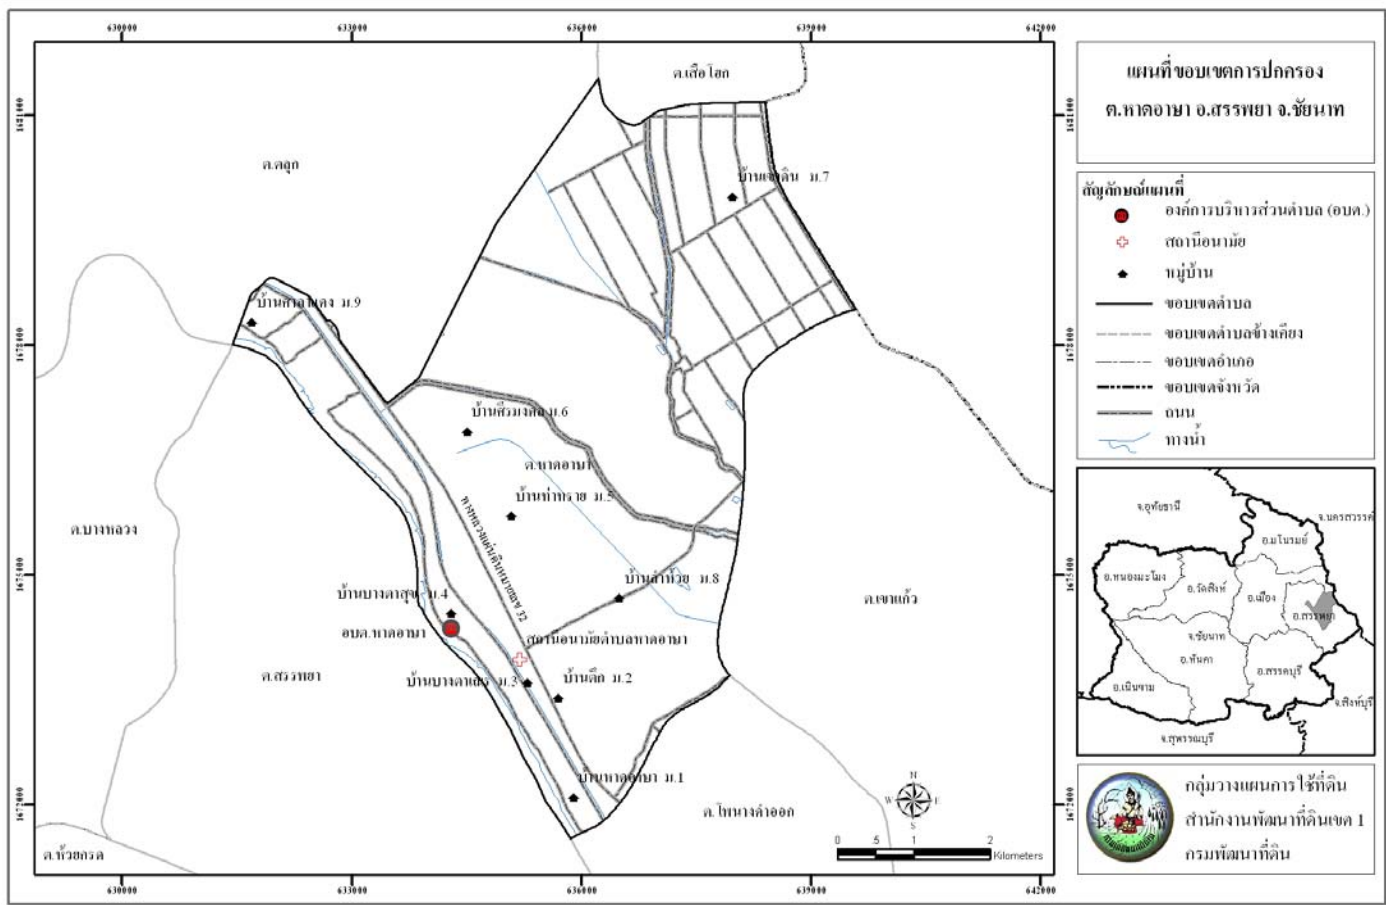 630000 633000 636000 639000 642000
1681000 1681000
1678000 1678000
1675000 1675000
1672000 1672000
630000 633000 636000 639000 642000
ต.เสือโฮก
ต.ตลุก
บ้านเขาดิน ม.7
บ้านศาลาแดง ม.9
บ้านศรีมงคล ม.6
ต.หาดอาษา
บ้านท่าทราย ม.5
ต.บางหลวง
ทางหลวงแผ่นดินหมายเลข 32
บ้านลำห้วย ม.8
ต.เขาแก้ว
บ้านบางตาสุข ม.4
อบต.หาดอาษา
สถานีอนามัยตำบลหาดอาษา
ต.สรรพยา
บ้านบางตาเสร ม.3
บ้านตึก ม.2
บ้านหาดอาษา ม.1
ต.โพนางดำออก
ต.ห้วยกรด
N
W E
S
0 .5 1 2
Kilometers
แผนที่ขอบเขตการปกครอง
ต.หาดอาษา อ.สรรพยา จ.ชัยนาท
สัญลักษณ์แผนที่
องค์การบริหารส่วนตำบล (อบต.)
สถานีอนามัย
หมู่บ้าน
ขอบเขตตำบล
ขอบเขตตำบลข้างเคียง
ขอบเขตอำเภอ
ขอบเขตจังหวัด
ถนน
ทางน้ำ
จ.อุทัยธานี
จ.นครสวรรค์
อ.มโนรมย์
อ.หนองมะโมง
อ.วัดสิงห์
อ.เมือง
อ.สรรพยา
จ.ชัยนาท
อ.หันคา
อ.สรรคบุรี
อ.เนินขาม
จ.สิงห์บุรี
จ.สุพรรณบุรี
กลุ่มวางแผนการใช้ที่ดิน
สำนักงานพัฒนาที่ดินเขต 1
กรมพัฒนาที่ดิน